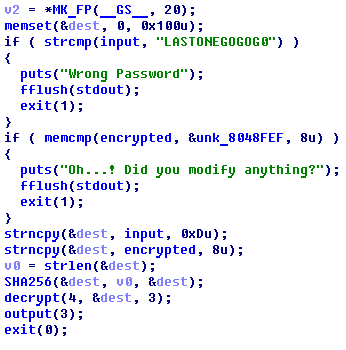 v2 = *MK_FP(__GS__, 20);
memset(&dest, 0, 0x100u);
if ( strcmp(input, "LASTONEGOGOG0") )
{
puts("Wrong Password");
fflush(stdout);
exit(1);
}
if ( memcmp(encrypted, &unk_8048FEF, 8u) )
{
puts("Oh...! Did you modify anything?");
fflush(stdout);
exit(1);
}
strncpy(&dest, input, 0xDu);
strncpy(&dest, encrypted, 8u);
v0 = strlen(&dest);
SHA256(&dest, v0, &dest);
decrypt(4, &dest, 3);
output(3);
exit(0);